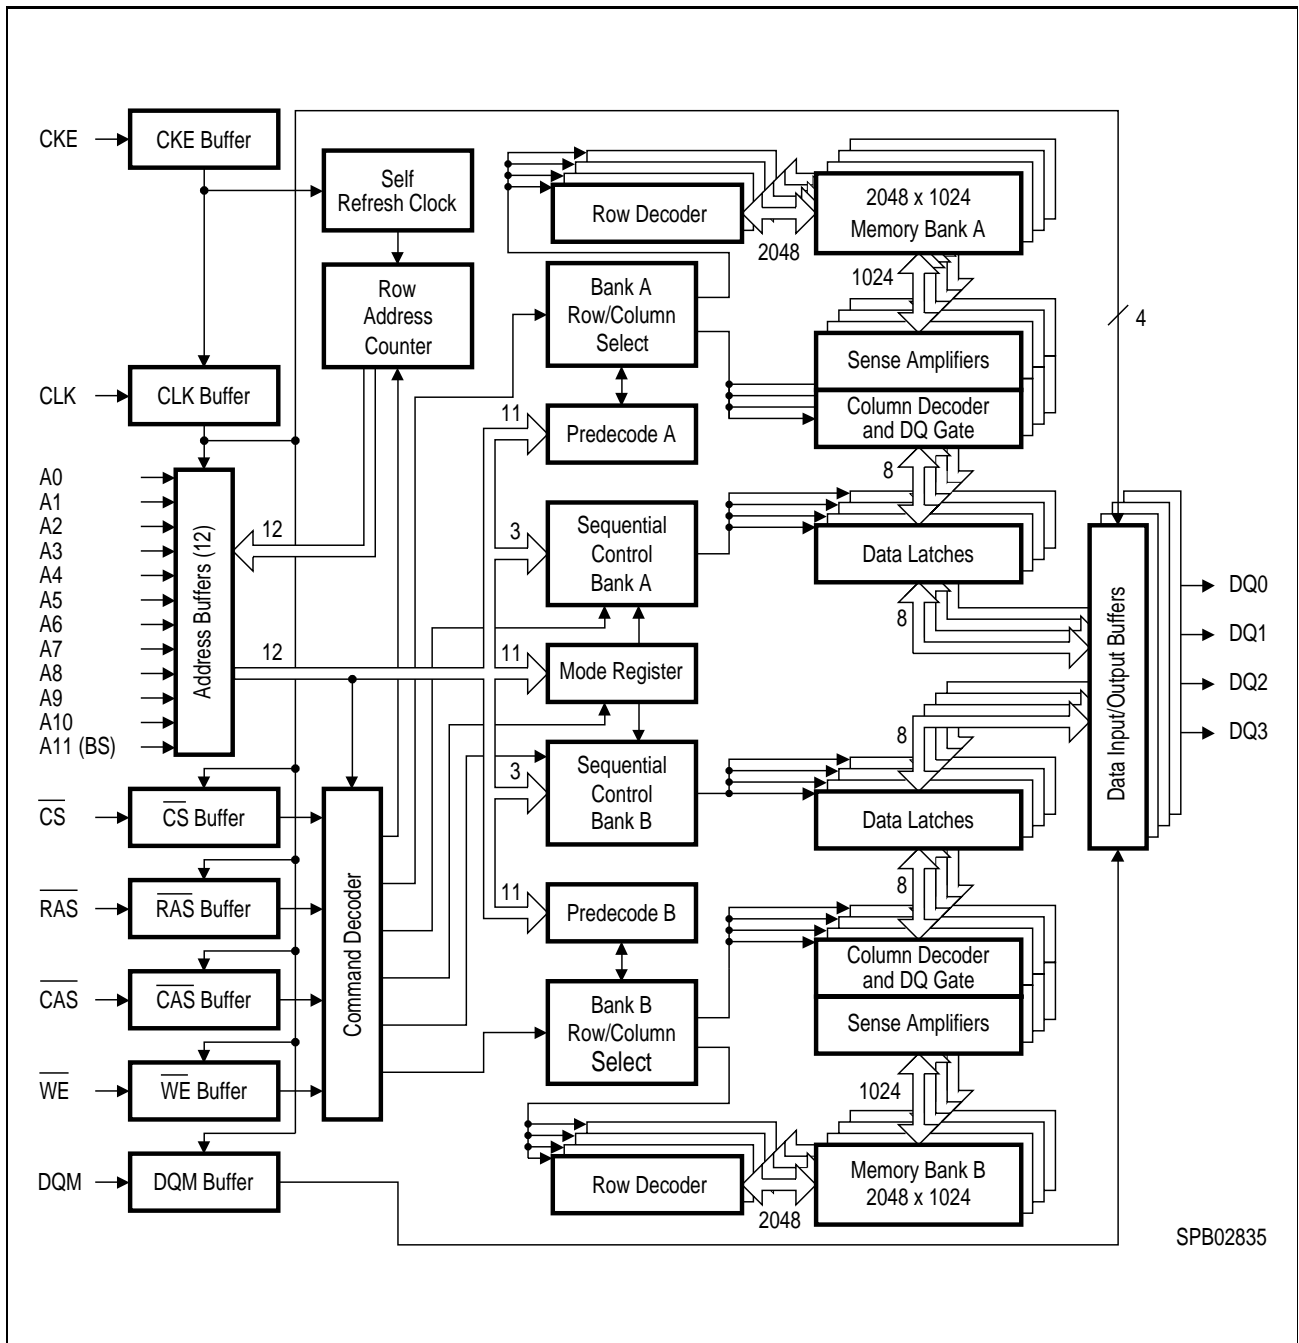 CKE
CKE Buffer
Self
Refresh Clock
Row Decoder
2048
2048 x 1024
Memory Bank A
1024
Row
Address
Counter
Bank A
Row/Column
Select
4
Sense Amplifiers
CLK
CLK Buffer
11
Predecode A
Column Decoder
and DQ Gate
8
A0
A1
A2
A3
A4
A5
A6
A7
A8
A9
A10
A11 (BS)
Address Buffers (12)
12
12
3
Sequential
Control
Bank A
Data Latches
8
11
Mode Register
Data Input/Output Buffers
DQ0
DQ1
DQ2
DQ3
8
3
Sequential
Control
Bank B
Data Latches
8
CS
CS Buffer
RAS
RAS Buffer
CAS
CAS Buffer
WE
WE Buffer
DQM
DQM Buffer
Command Decoder
11
Predecode B
Bank B
Row/Column
Select
Column Decoder
and DQ Gate
Sense Amplifiers
1024
Row Decoder
2048
Memory Bank B
2048 x 1024
SPB02835